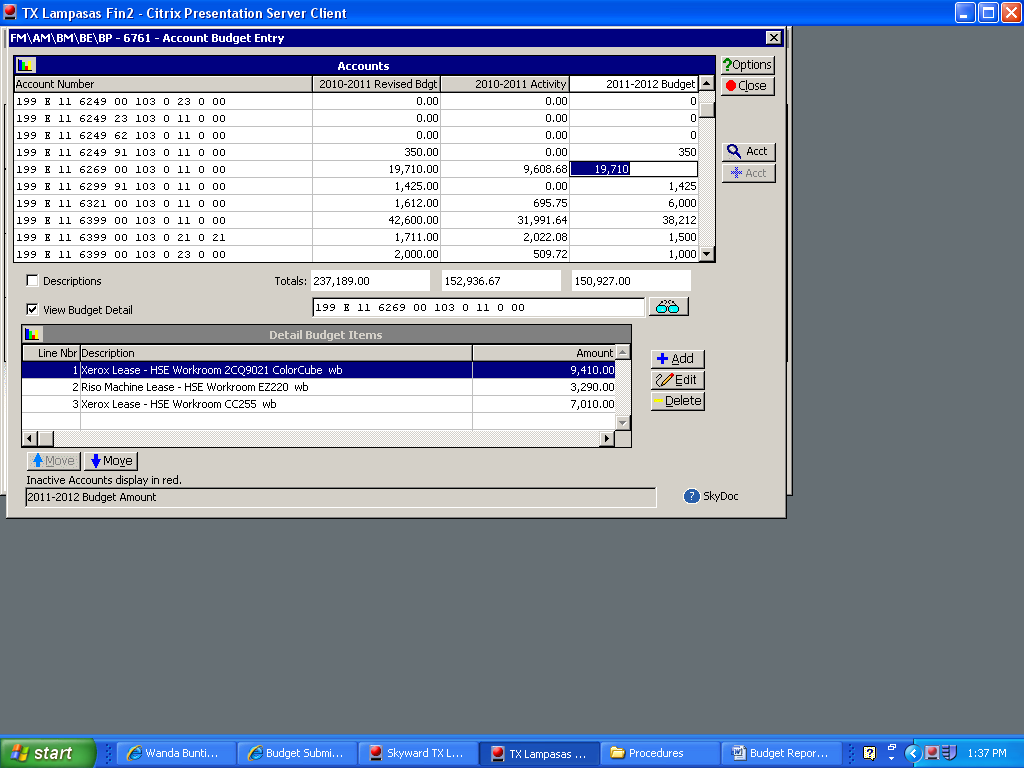 TX Lampasas Fin2 - Citrix Presentation Server Client
FM\AM\BM\BE\BP - 6761 - Account Budget Entry
Accounts
Account Number 2010-2011 Revised Bdgt 2010-2011 Activity 2011-2012 Budget
199 E 11 6249 00 103 0 23 0 00 0.00 0.00 0
199 E 11 6249 23 103 0 11 0 00 0.00 0.00 0
199 E 11 6249 62 103 0 11 0 00 0.00 0.00 0
199 E 11 6249 91 103 0 11 0 00 350.00 0.00 350
199 E 11 6269 00 103 0 11 0 00 19,710.00 9,608.68 19,710
199 E 11 6299 91 103 0 11 0 00 1,425.00 0.00 1,425
199 E 11 6321 00 103 0 11 0 00 1,612.00 695.75 6,000
199 E 11 6399 00 103 0 11 0 00 42,600.00 31,991.64 38,212
199 E 11 6399 00 103 0 21 0 21 1,711.00 2,022.08 1,500
199 E 11 6399 00 103 0 23 0 00 2,000.00 509.72 1,000
?Options
Close
Acct
Acct
Descriptions Totals: 237,189.00 152,936.67 150,927.00
View Budget Detail 199 E 11 6269 00 103 0 11 0 00
Detail Budget Items
Line Nbr Description Amount
1 Xerox Lease - HSE Workroom 2CQ9021 ColorCube wb 9,410.00
2 Riso Machine Lease - HSE Workroom EZ220 wb 3,290.00
3 Xerox Lease - HSE Workroom CC255 wb 7,010.00
Add
Edit
Delete
Move Move
Inactive Accounts display in red.
2011-2012 Budget Amount
? SkyDoc
start Wanda Bunti... Budget Submi... Skyward TX L... TX Lampasas ... Procedures Budget Repor... ? 1:37 PM